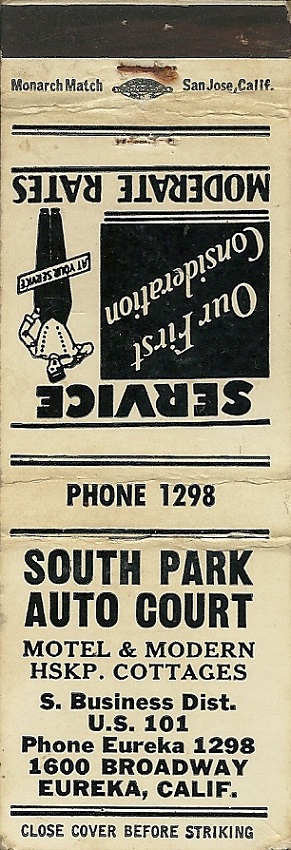 Monarch Match San Jose, Calif.
SERVICE
Our First
Consideration
AT YOUR SERVICE
MODERATE RATES
PHONE 1298
SOUTH PARK
AUTO COURT
MOTEL & MODERN
HSKP. COTTAGES
S. Business Dist.
U.S. 101
Phone Eureka 1298
1600 BROADWAY
EUREKA, CALIF.
CLOSE COVER BEFORE STRIKING